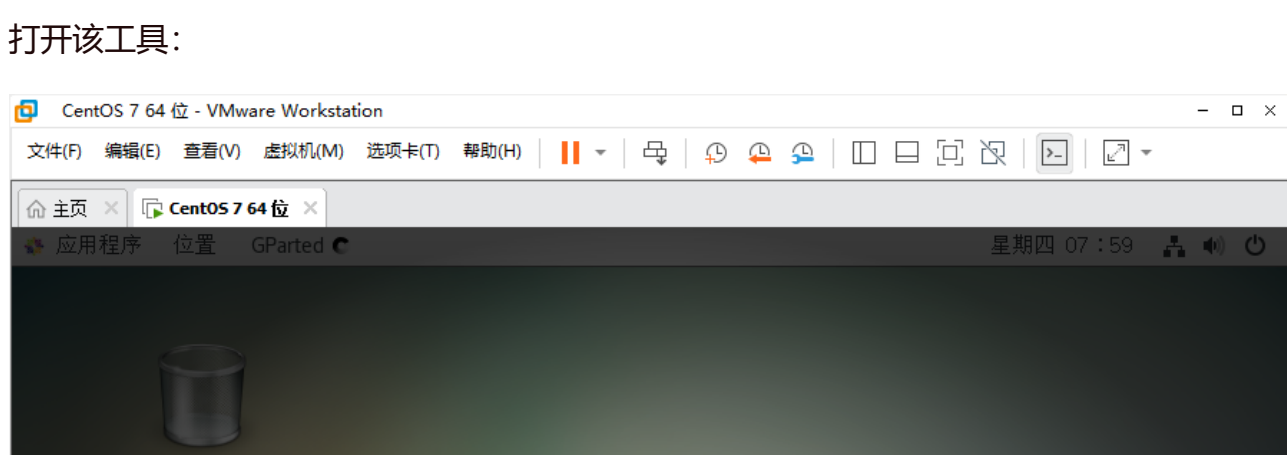 打开该工具：
CentOS 7 64 位 - VMware Workstation
文件(F) 编辑(E) 查看(V) 虚拟机(M) 选项卡(T) 帮助(H)
主页 CentOS 7 64 位
应用程序 位置 GParted 星期四 07：59